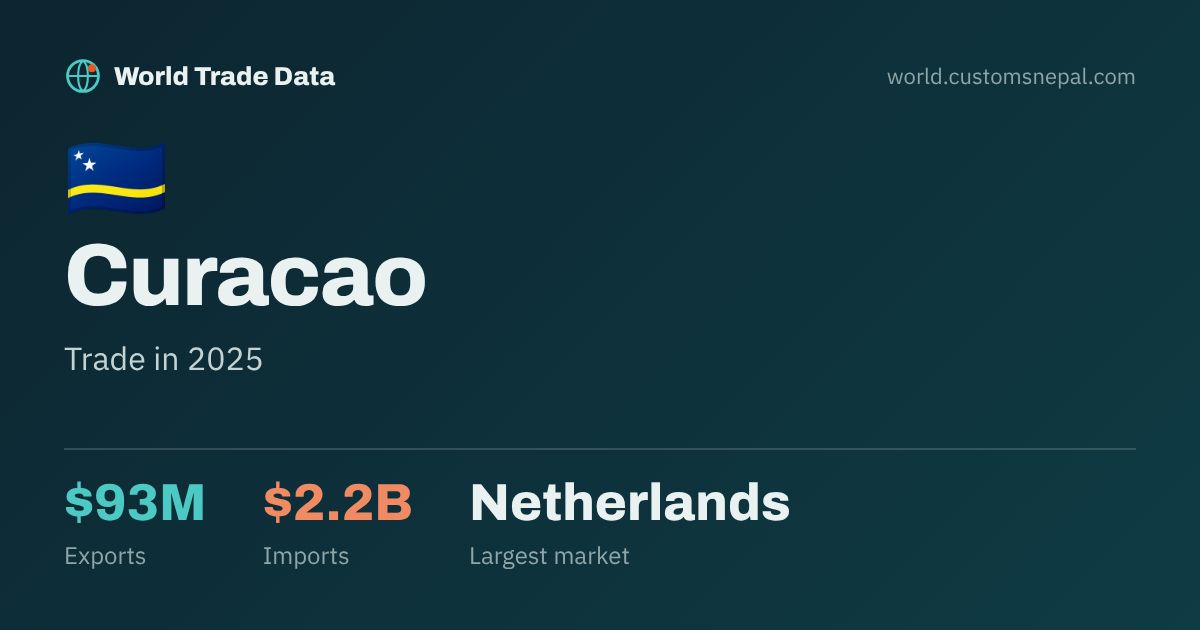 World Trade Data
world.customsnepal.com
Curacao
Trade in 2025
$93M $2.2B Netherlands
Exports Imports Largest market